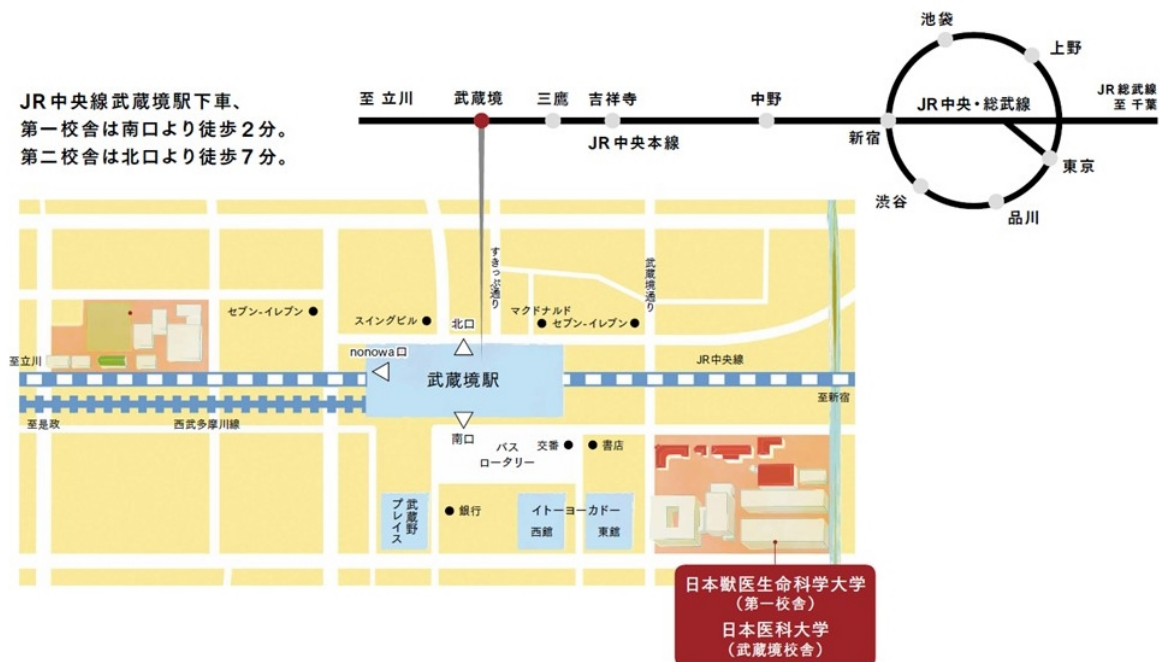 池袋
上野
JR中央線武蔵境駅下車、
第一校舎は南口より徒歩2分。
第二校舎は北口より徒歩7分。
至 立川
武蔵境
三鷹
吉祥寺
中野
JR中央・総武線
JR総武線
至 千葉
JR中央本線
新宿
東京
渋谷
品川
すきっぷ通り
武蔵境通り
セブン-イレブン
スイングビル
北口
マクドナルド
セブン-イレブン
nonowa口
至立川
武蔵境駅
JR中央線
至新宿
至是政
西武多摩川線
南口
バス
ロータリー
交番
書店
武蔵野
プレイス
銀行
イトーヨーカドー
西館
東館
日本獣医生命科学大学
(第一校舎)
日本医科大学
(武蔵境校舎)